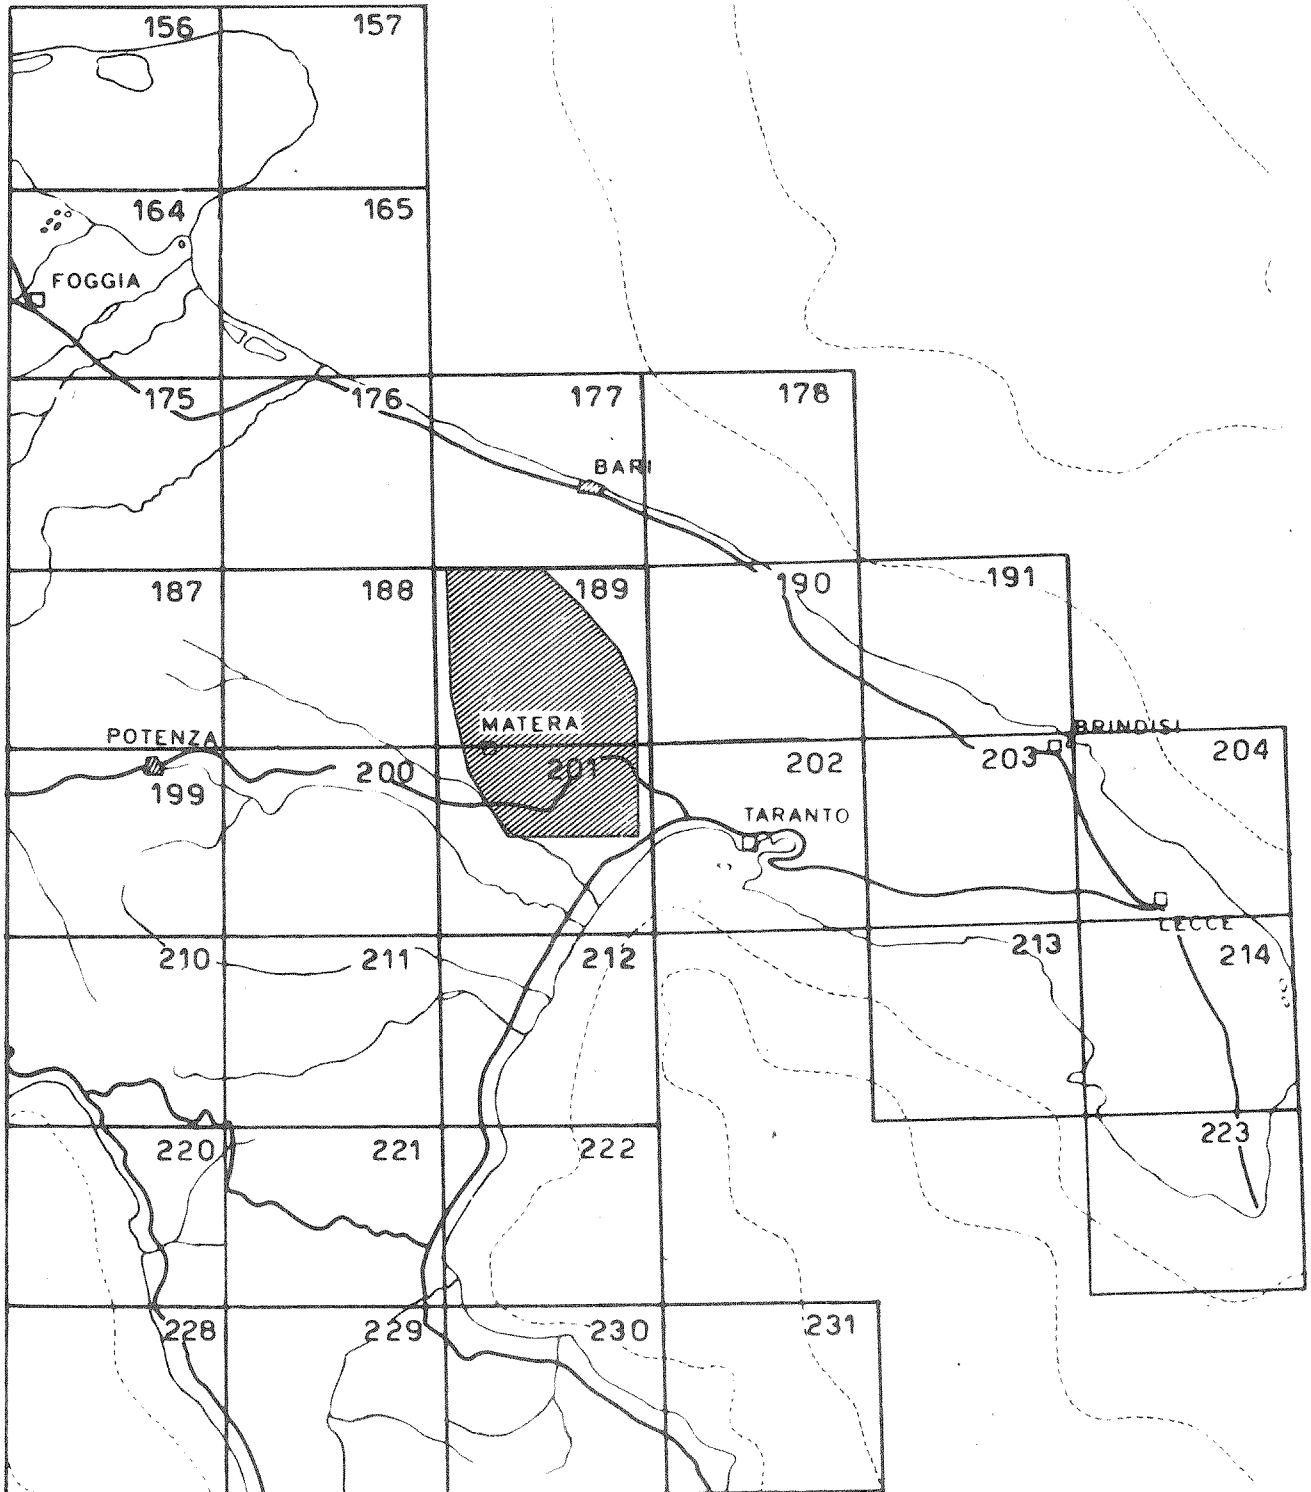 156 157
164 165
FOGGIA
175 176 177 178
BARI
187 188 189 190 191
MATERA
POTENZA
BRINDISI
199 200 201 202 203 204
TARANTO
LECCE
210 211 212 213 214
220 221 222 223
228 229 230 231